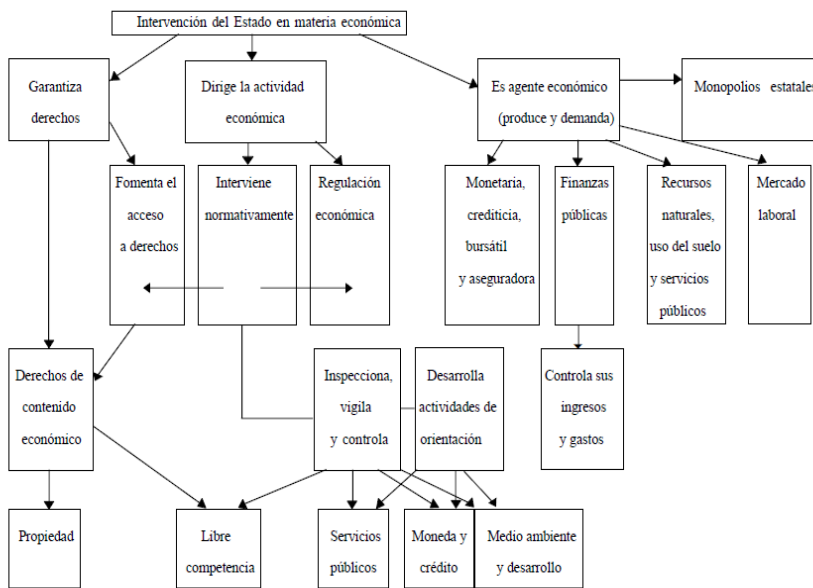 Intervención del Estado en materia económica
Garantiza
derechos
Dirige la actividad
económica
Es agente económico
(produce y demanda)
Monopolios estatales
Fomenta el
acceso
a derechos
Interviene
normativamente
Regulación
económica
Monetaria,
crediticia,
bursátil
y aseguradora
Finanzas
públicas
Recursos
naturales,
uso del suelo
y servicios
públicos
Mercado
laboral
Derechos de
contenido
económico
Inspecciona,
vigila
y controla
Desarrolla
actividades de
orientación
Controla sus
ingresos
y gastos
Propiedad
Libre
competencia
Servicios
públicos
Moneda y
crédito
Medio ambiente
y desarrollo